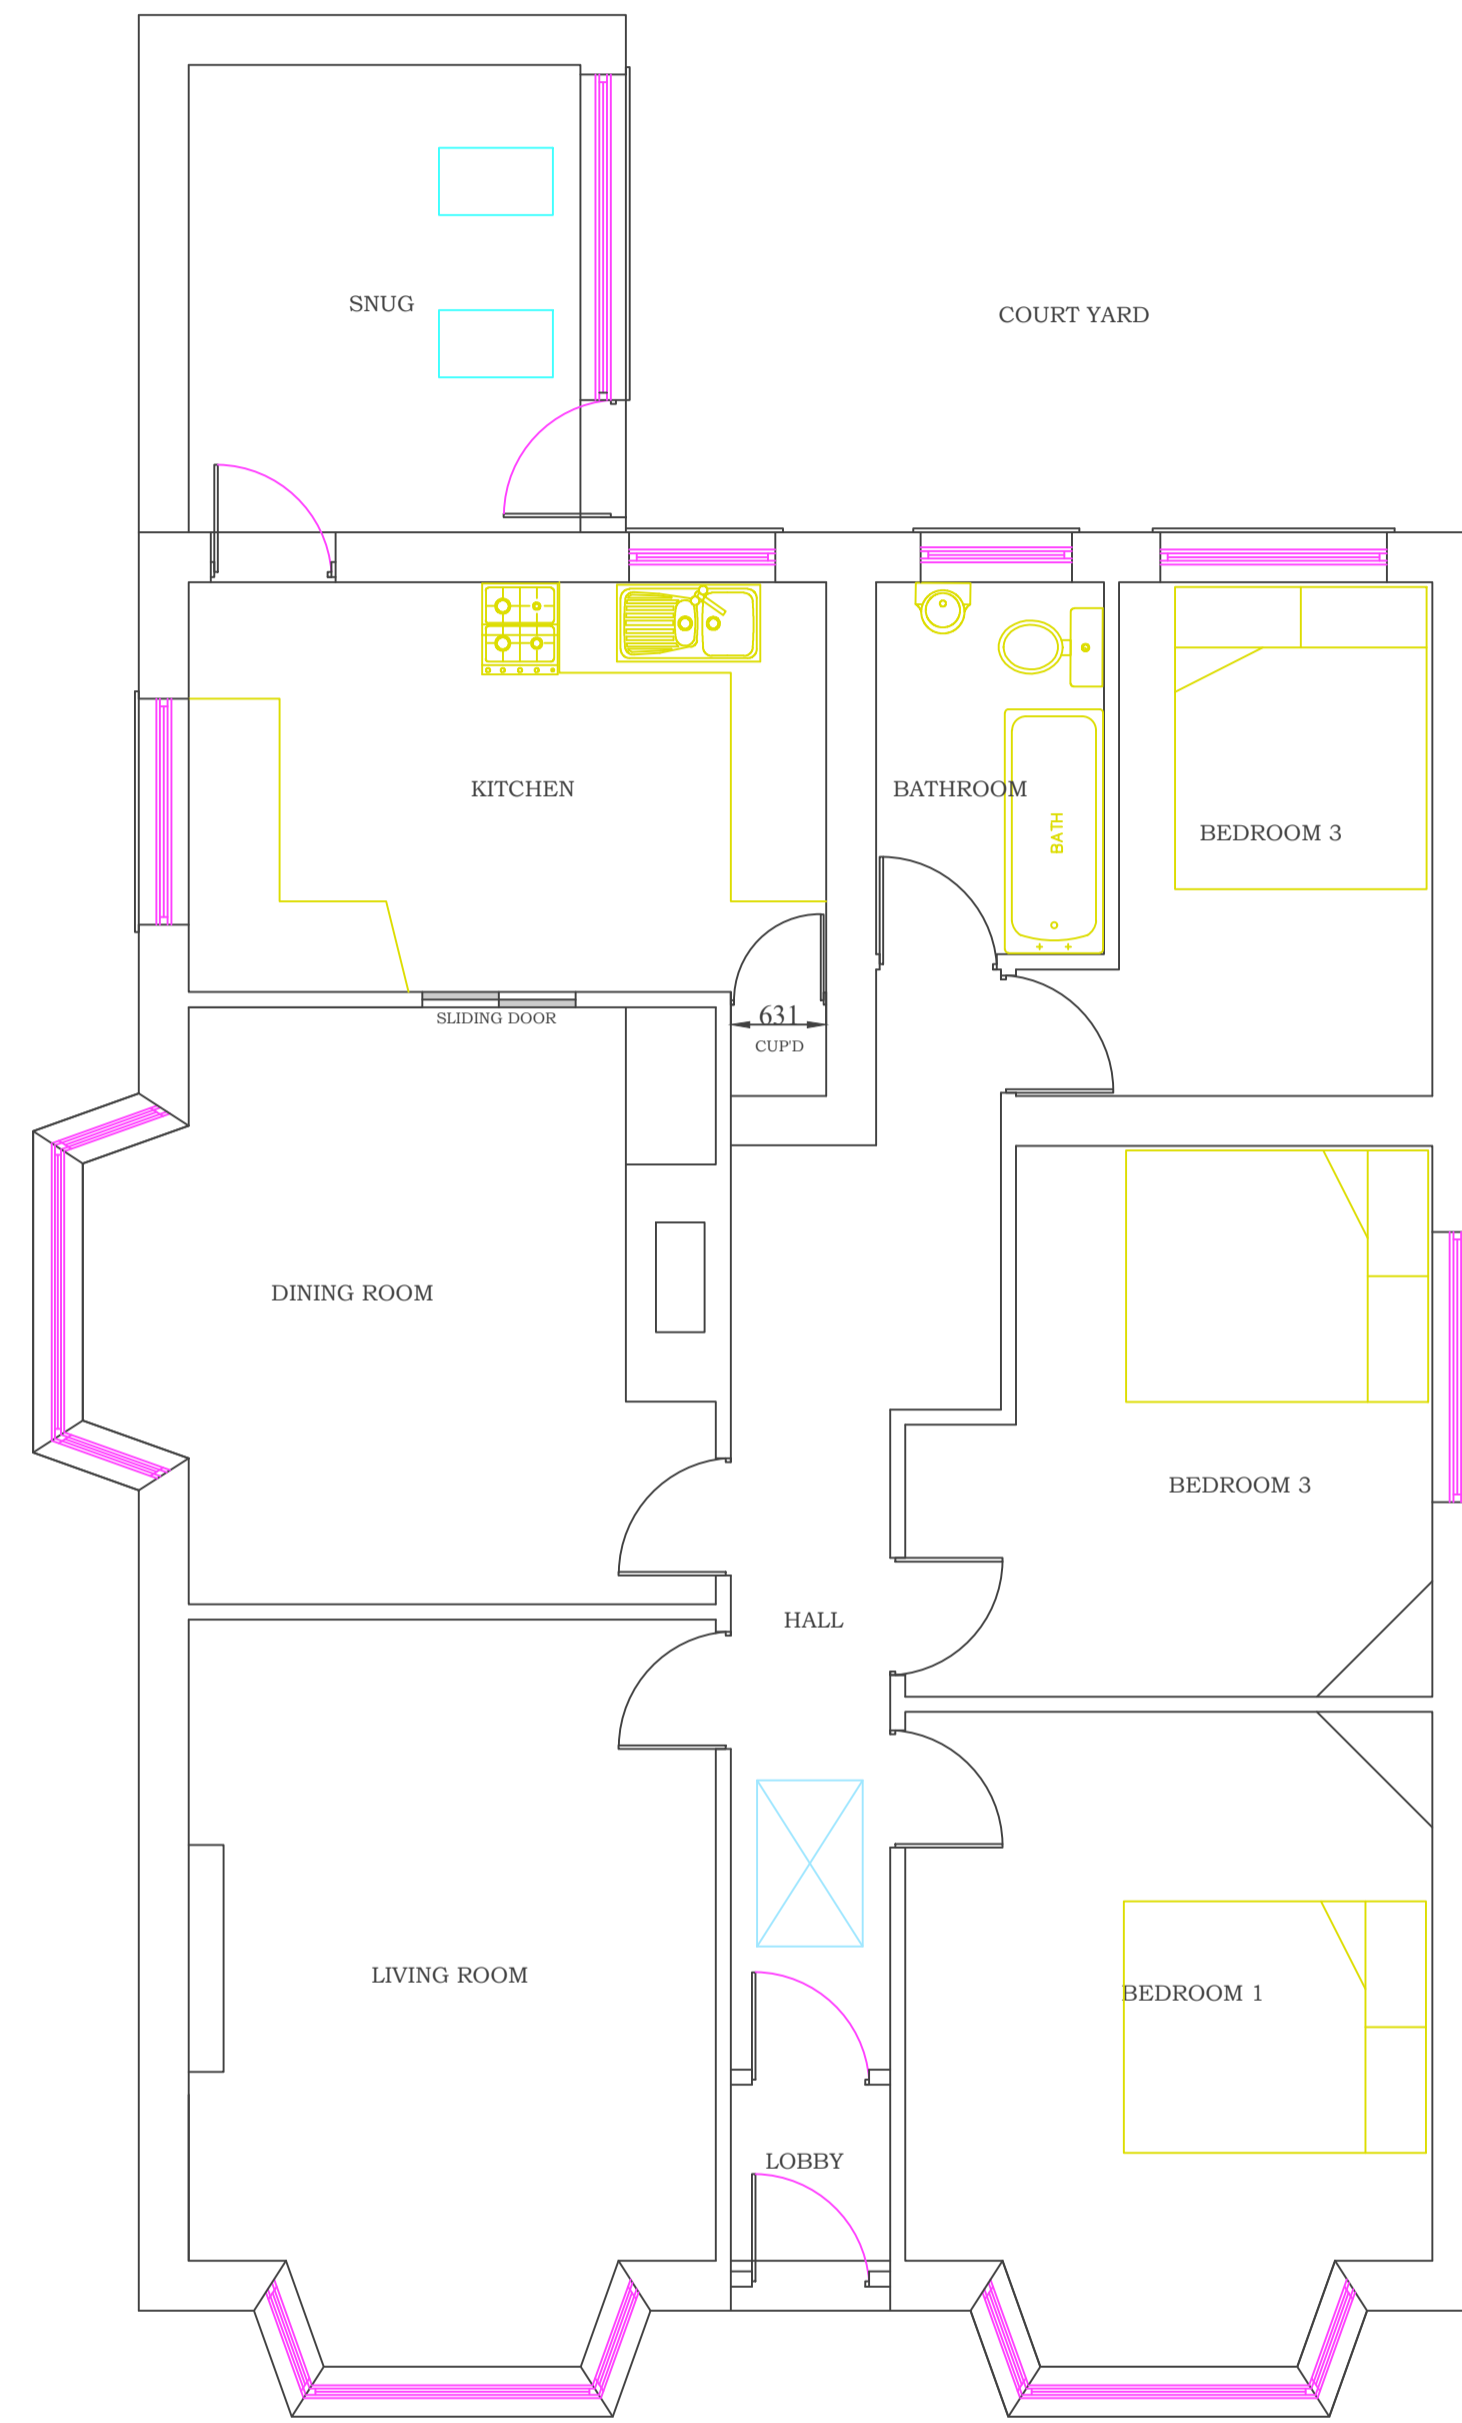 SNUG
COURT YARD
KITCHEN
BATHROOM
BATH
BEDROOM 3
631
SLIDING DOOR
CUP'D
DINING ROOM
BEDROOM 3
HALL
LIVING ROOM
BEDROOM 1
LOBBY